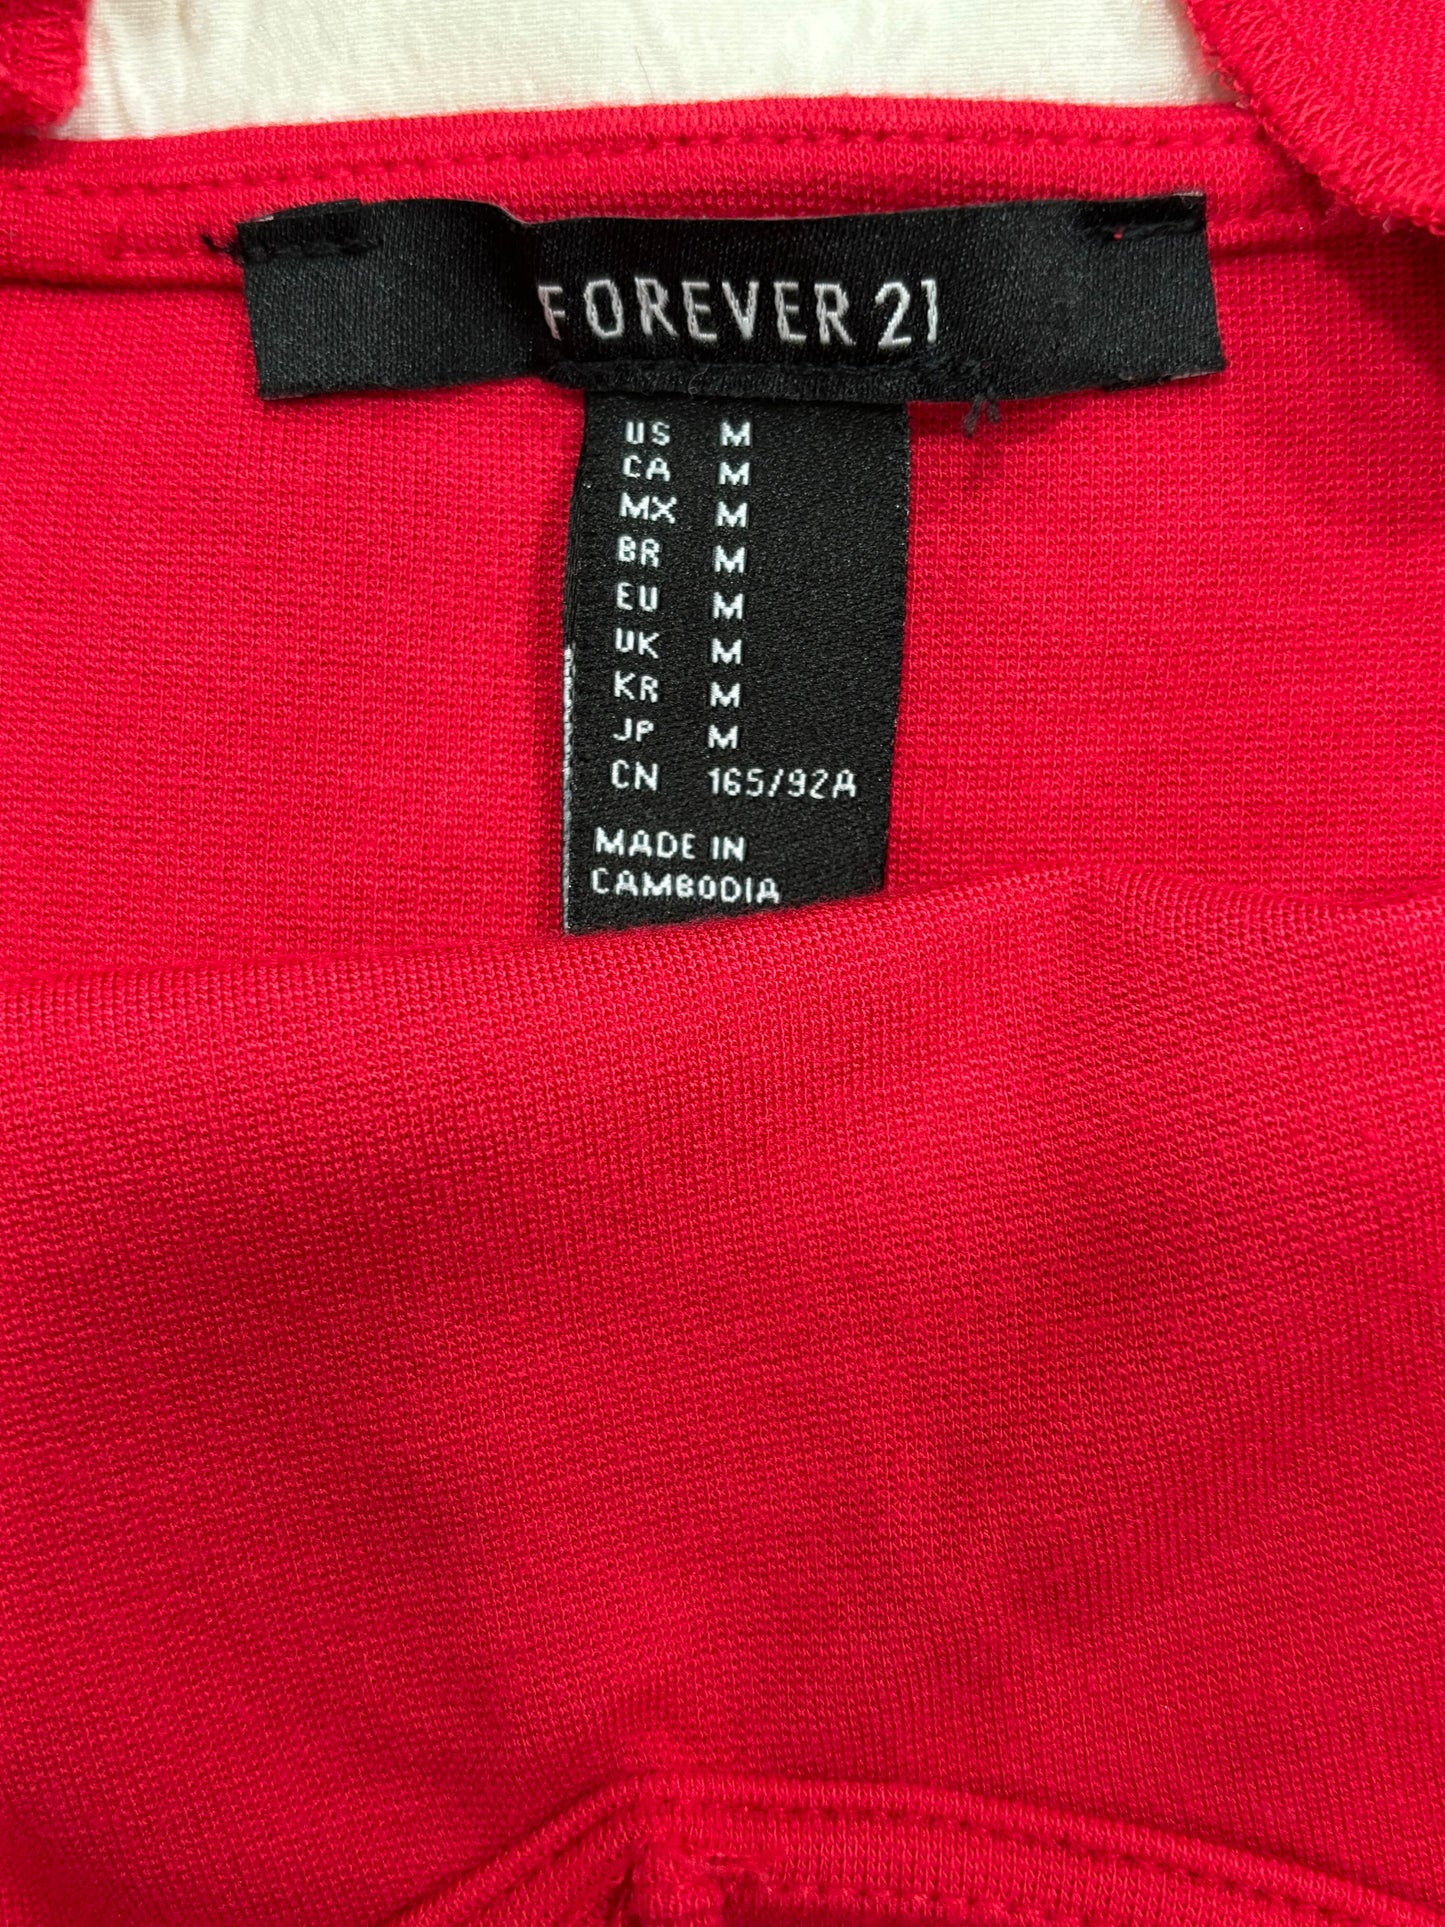 FOREVER 21
US M
CA M
MX M
BR M
EU M
UK M
KR M
JP M
CN 165/92A
MADE IN
CAMBODIA